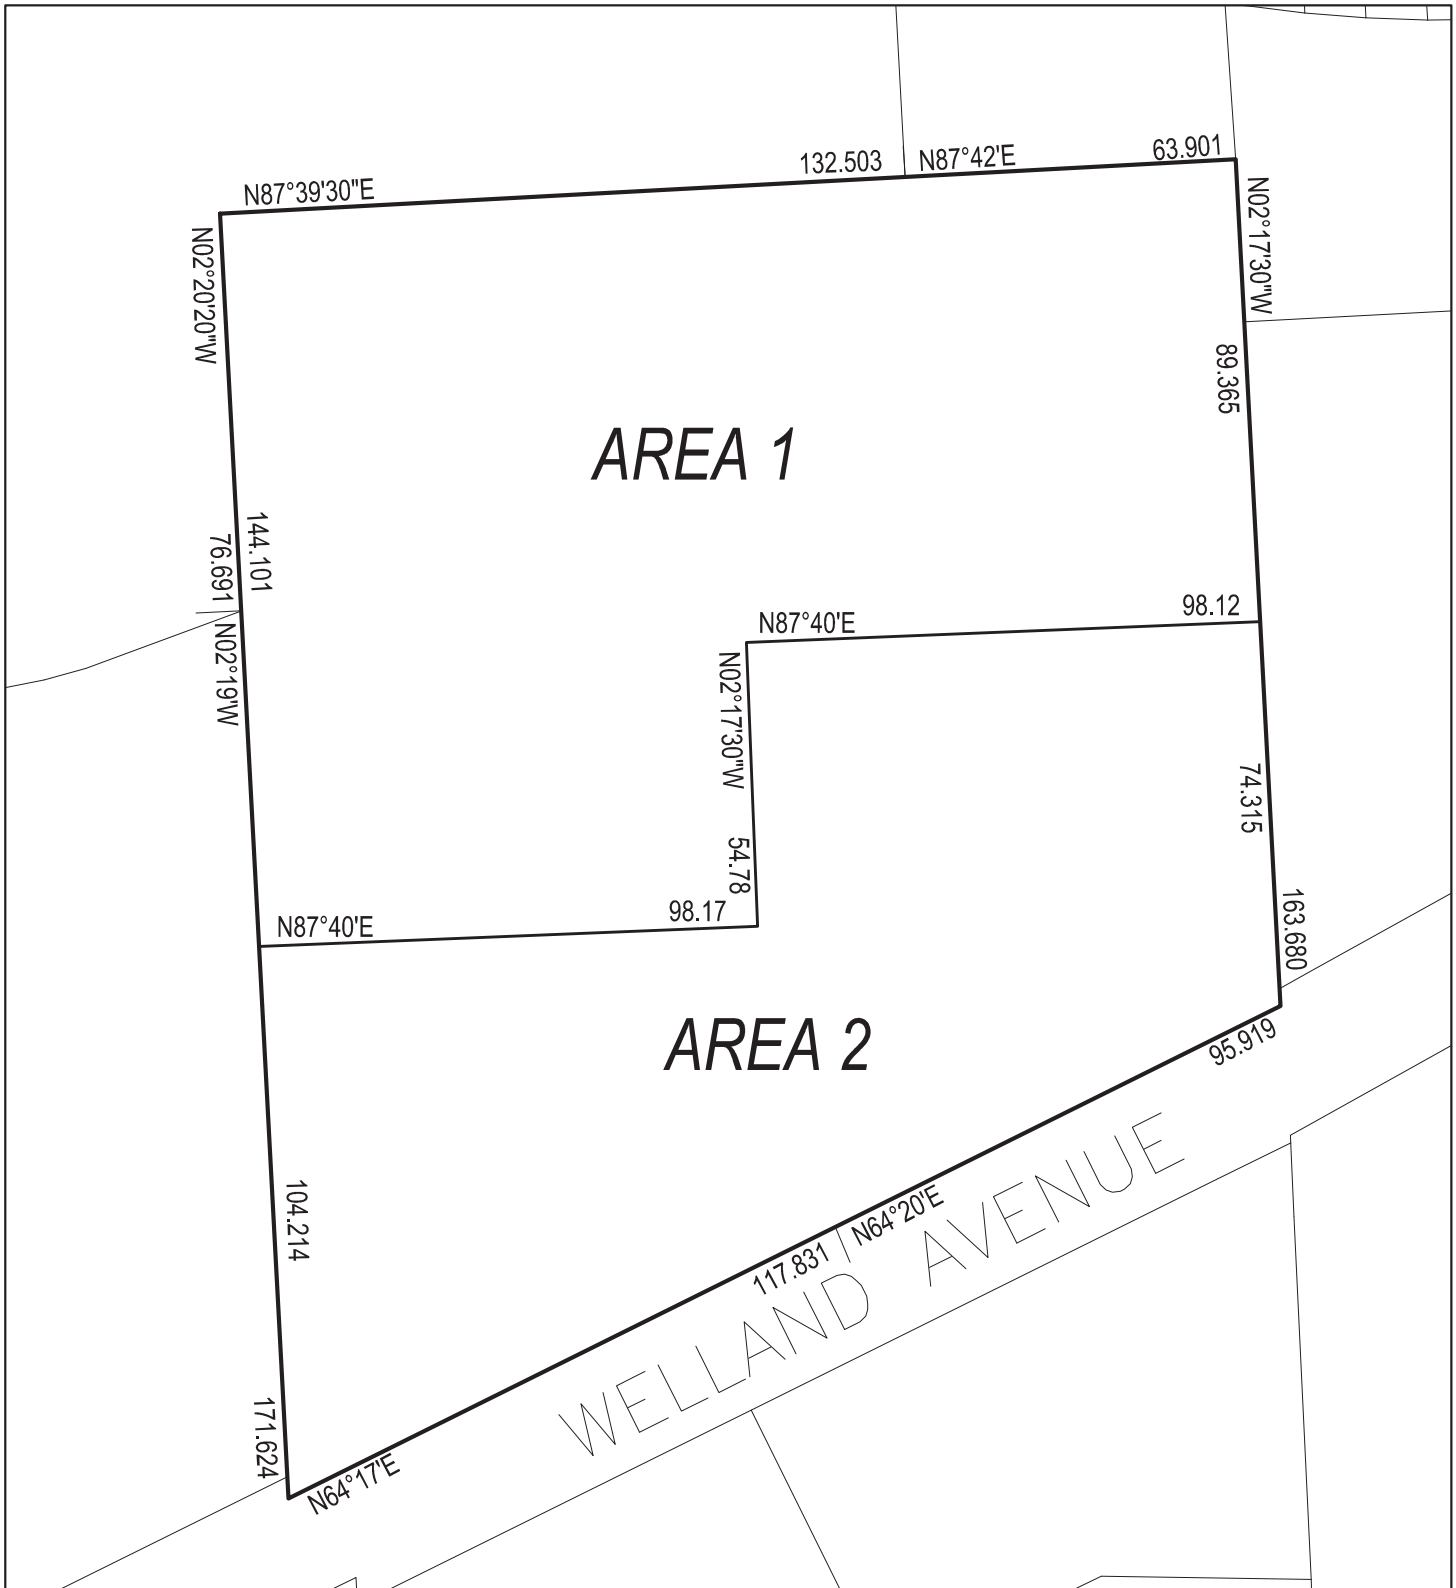 132.503
N87°42'E
63.901
N87°39'30"E
N02°20'20"W
N02°17'30"W
89.365
AREA 1
144.101
76.691
N02°19'W
N87°40'E
98.12
N02°17'30"W
54.78
74.315
163.680
N87°40'E
98.17
AREA 2
95.919
104.214
N64°20'E
117.831
WELLAND AVENUE
171.624
N64°17'E